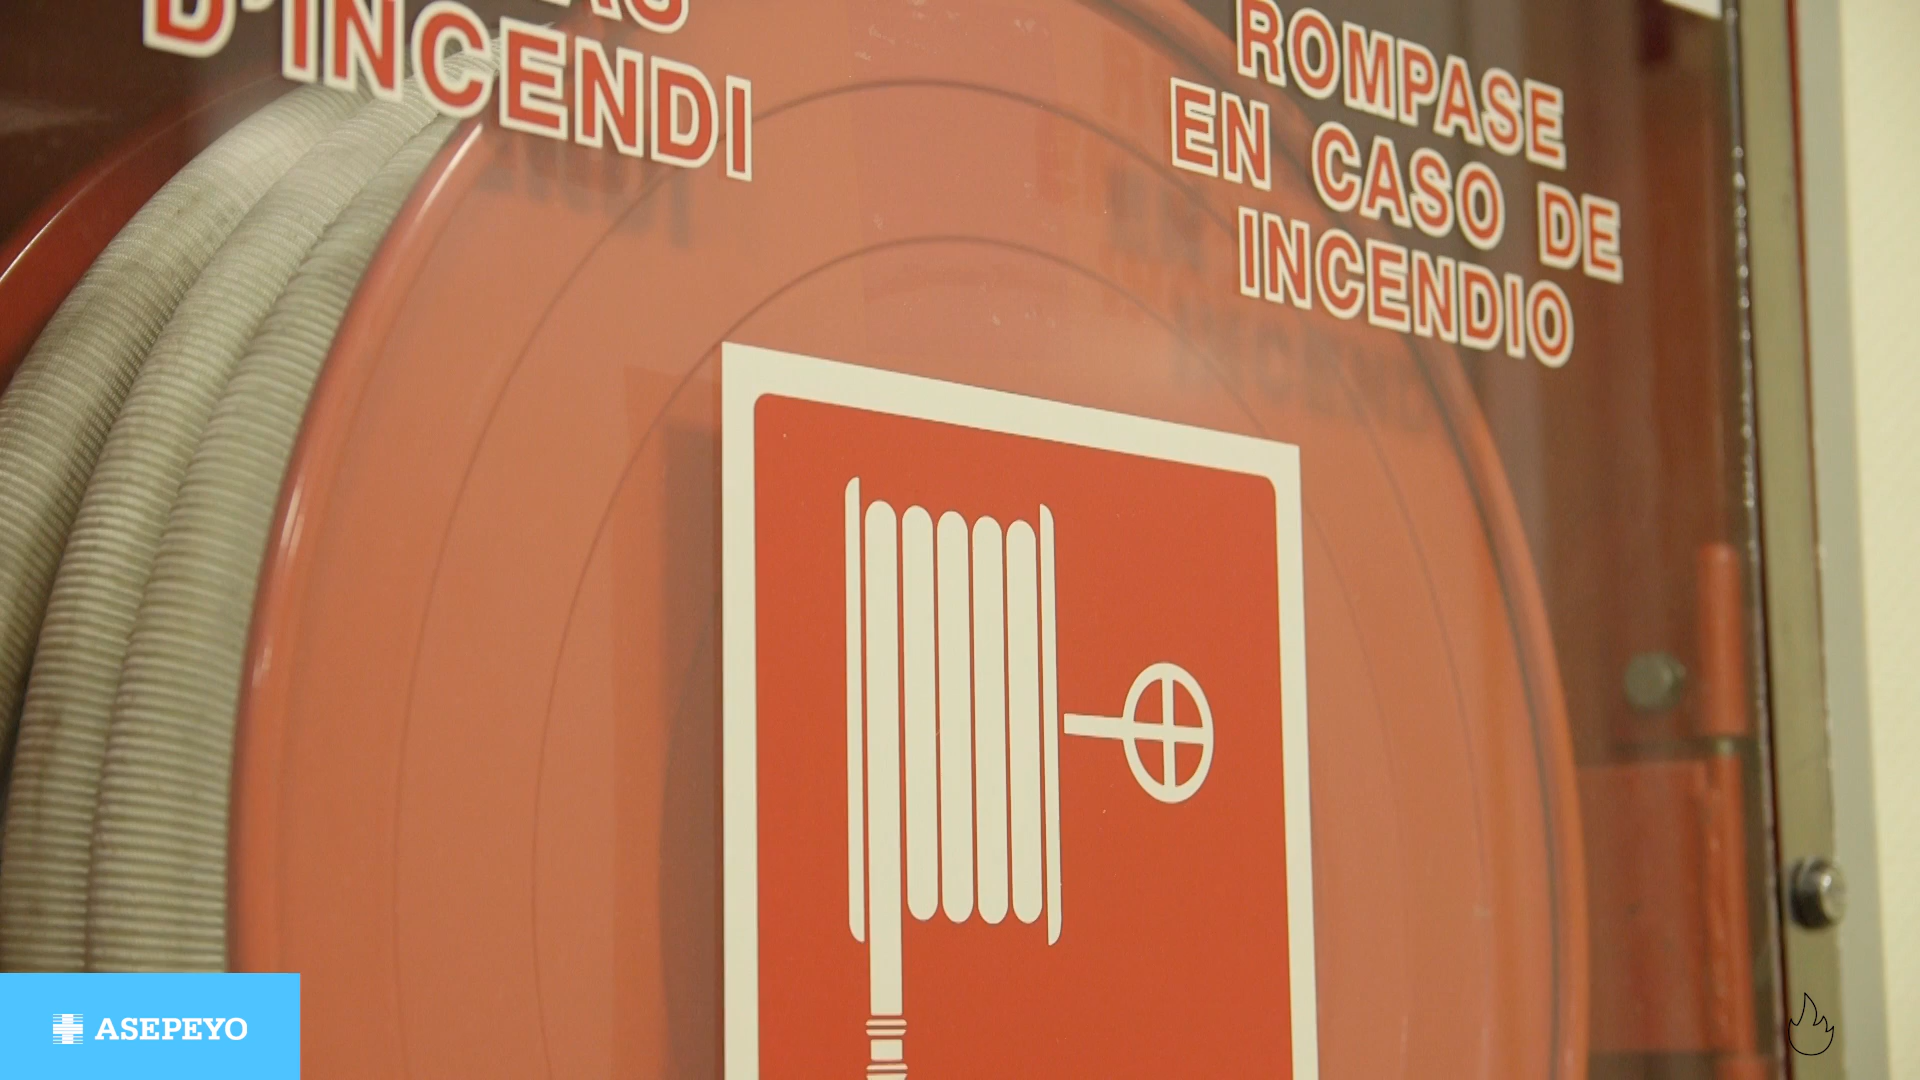 D'INCENDI
ROMPASE
EN CASO DE
INCENDIO
ASEPEYO